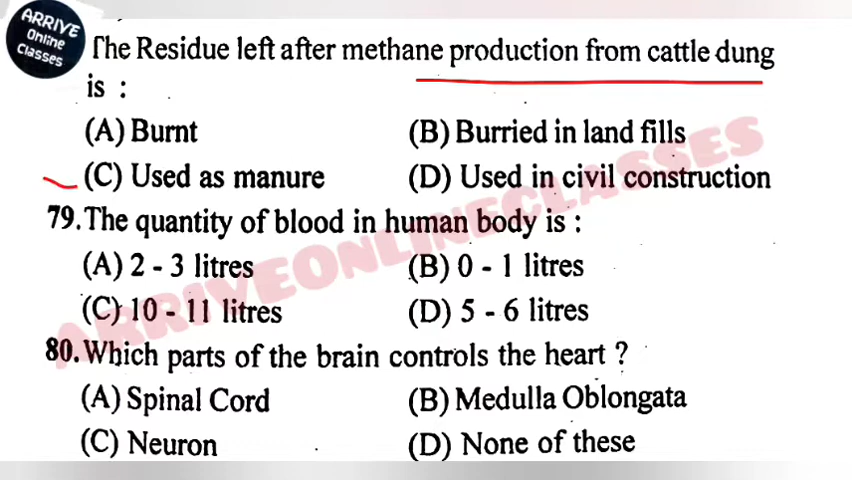 ARRIVE
Online
Classes
The Residue left after methane production from cattle dung
is :
(A) Burnt (B) Burried in land fills
(C) Used as manure (D) Used in civil construction
79. The quantity of blood in human body is :
(A) 2 - 3 litres (B) 0 - 1 litres
(C) 10 - 11 litres (D) 5 - 6 litres
80. Which parts of the brain controls the heart ?
(A) Spinal Cord (B) Medulla Oblongata
(C) Neuron (D) None of these
ARRIVEONLINECLASSES